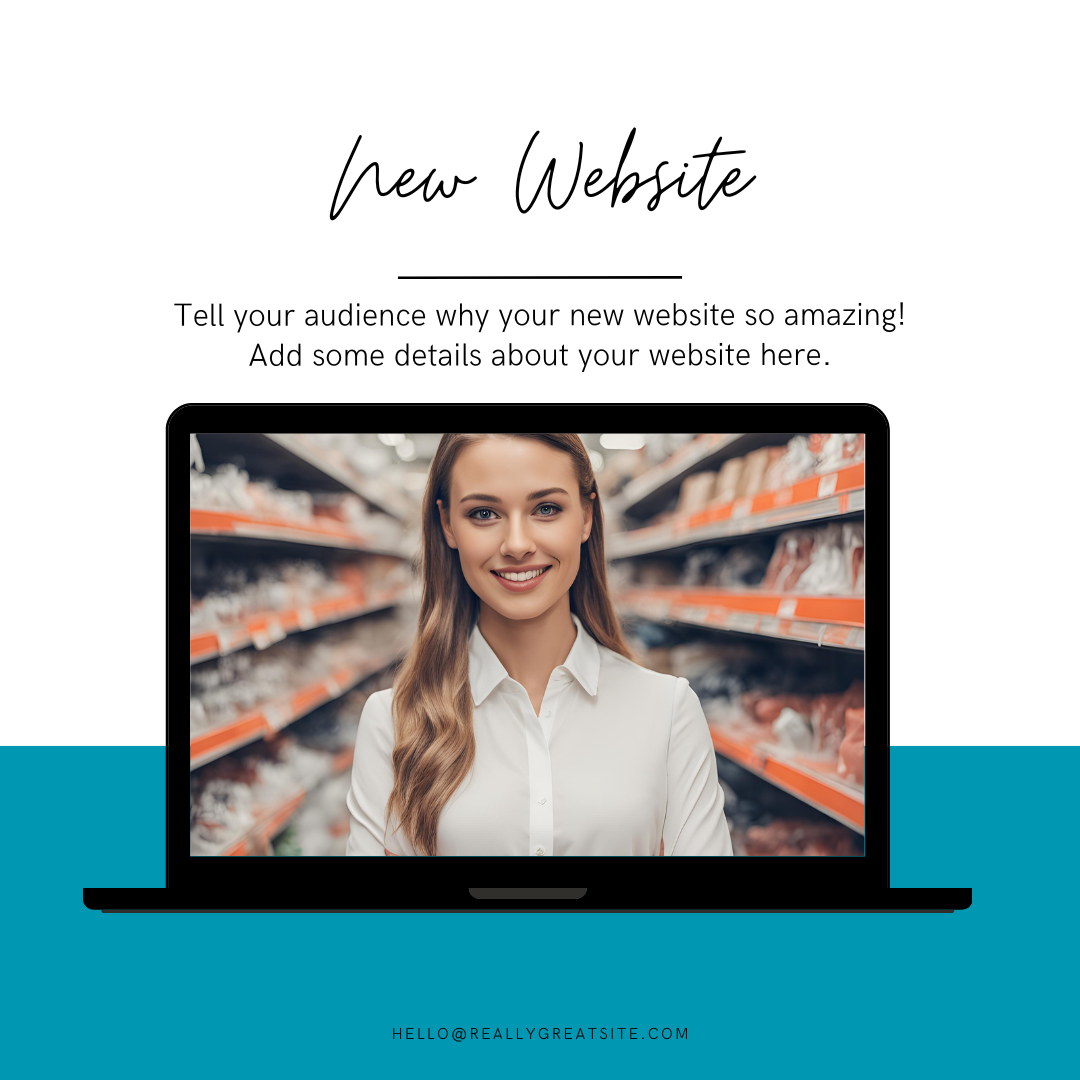 New Website
Tell your audience why your new website so amazing!
Add some details about your website here.
HELLO@REALLYGREATSITE.COM